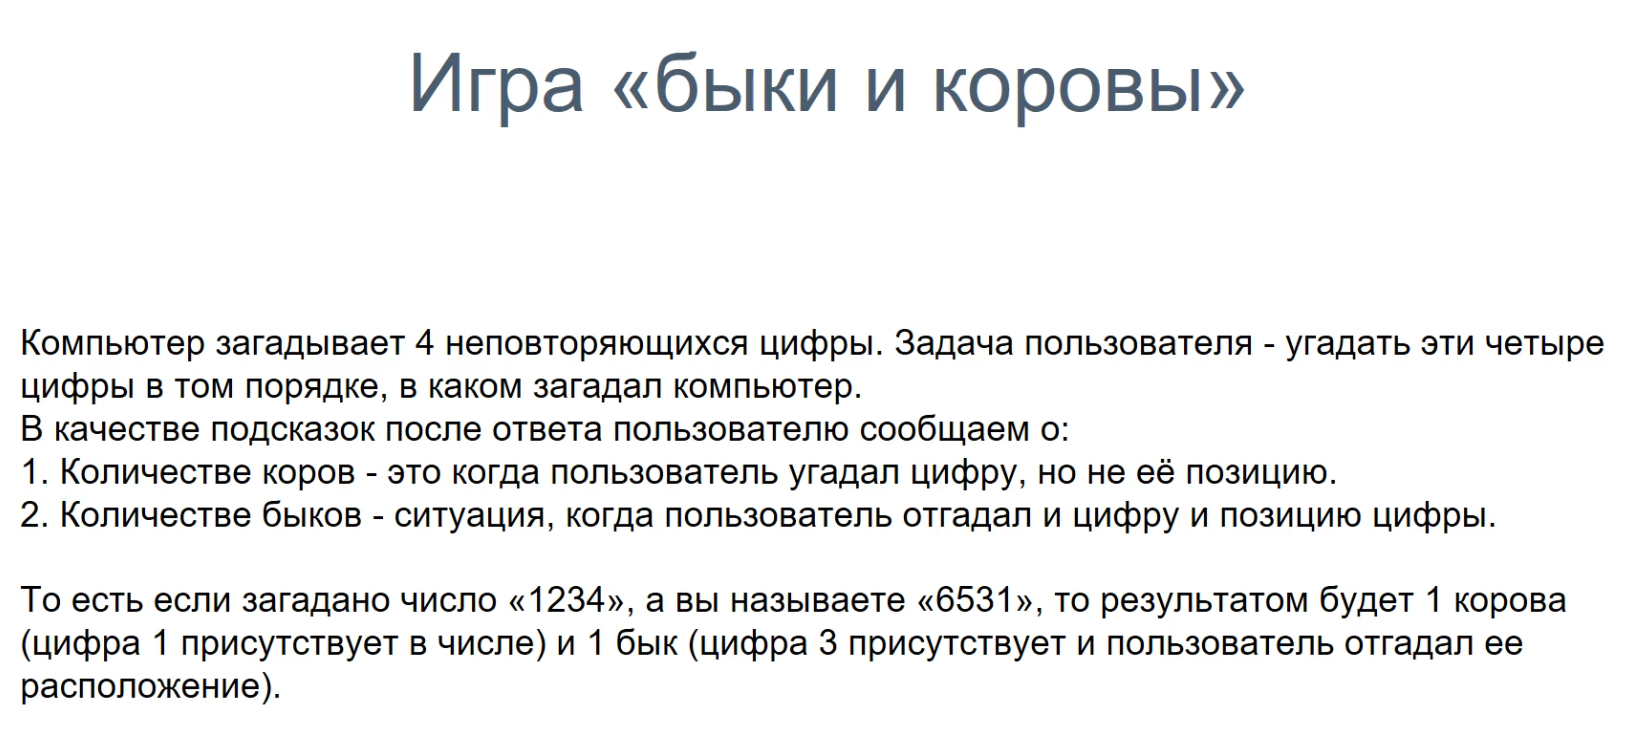 Игра «быки и коровы»
Компьютер загадывает 4 неповторяющихся цифры. Задача пользователя - угадать эти четыре
цифры в том порядке, в каком загадал компьютер.
В качестве подсказок после ответа пользователю сообщаем о:
1. Количестве коров - это когда пользователь угадал цифру, но не её позицию.
2. Количестве быков - ситуация, когда пользователь отгадал и цифру и позицию цифры.
То есть если загадано число «1234», а вы называете «6531», то результатом будет 1 корова
(цифра 1 присутствует в числе) и 1 бык (цифра 3 присутствует и пользователь отгадал ее
расположение).